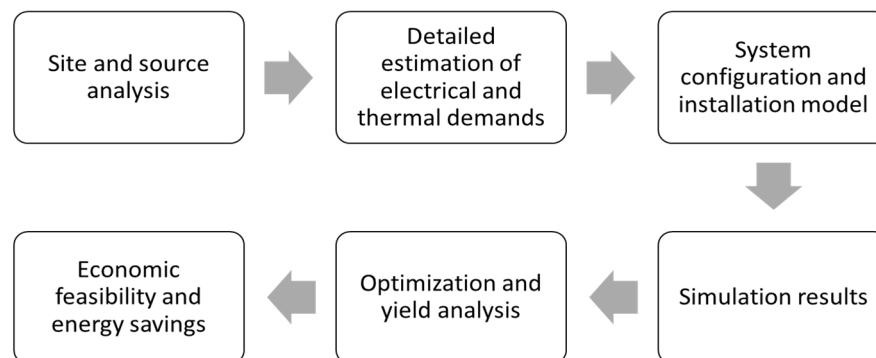 Site and source
analysis
Detailed
estimation of
electrical and
thermal demands
System
configuration and
installation model
Simulation results
Optimization and
yield analysis
Economic
feasibility and
energy savings